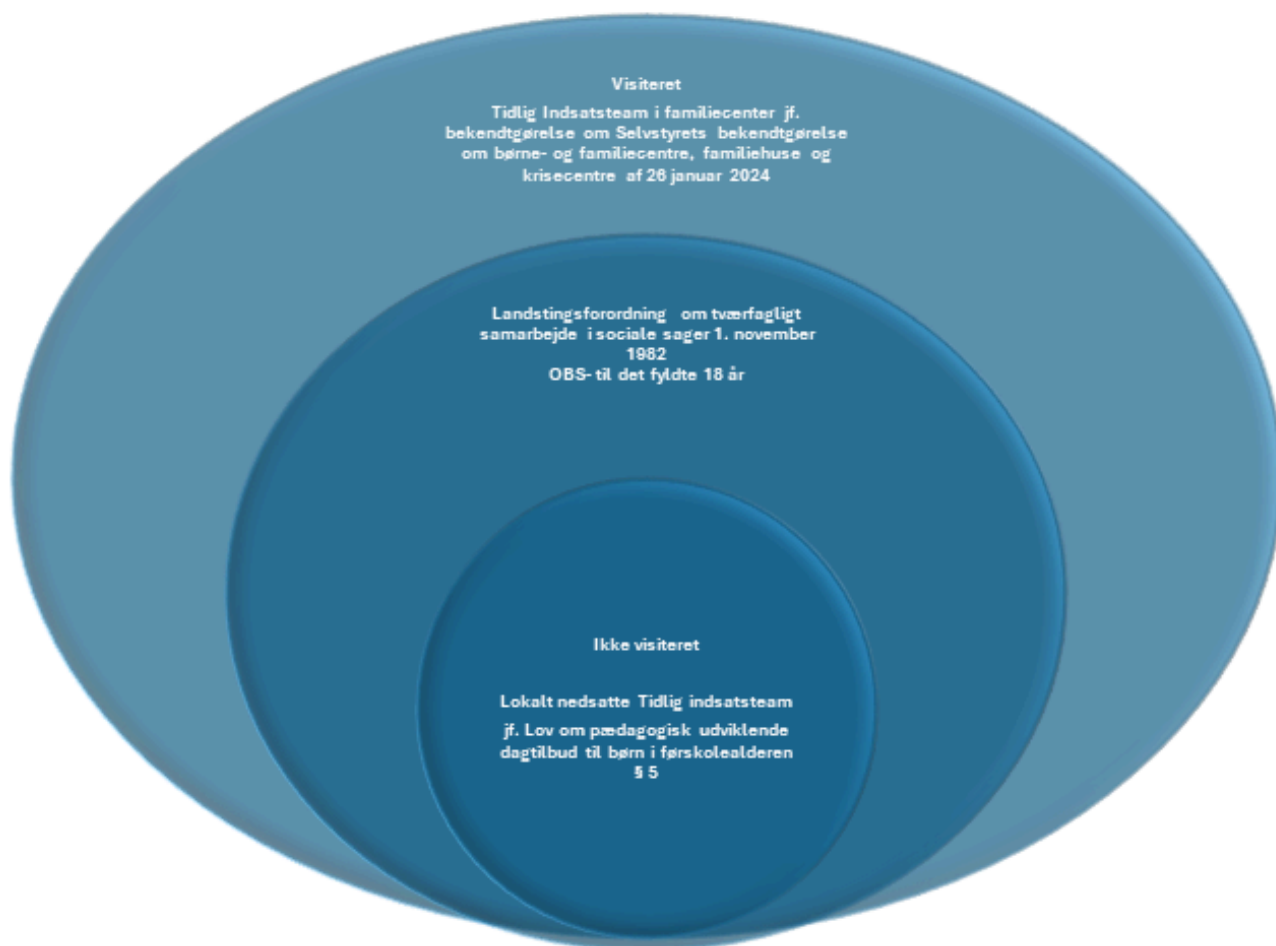 Visiteret
Tidlig Indsatsteam i familiecenter jf.
bekendtgørelse om Selvstyrets bekendtgørelse
om børne- og familiecentre, familiehuse og
krisecentre af 26 januar 2024
Landstingsforordning om tværfagligt
samarbejde i sociale sager 1. november
1982
OBS- til det fyldte 18 år
Ikke visiteret
Lokalt nedsatte Tidlig indsatsteam
jf. Lov om pædagogisk udviklende
dagtilbud til børn i førskolealderen
§ 5